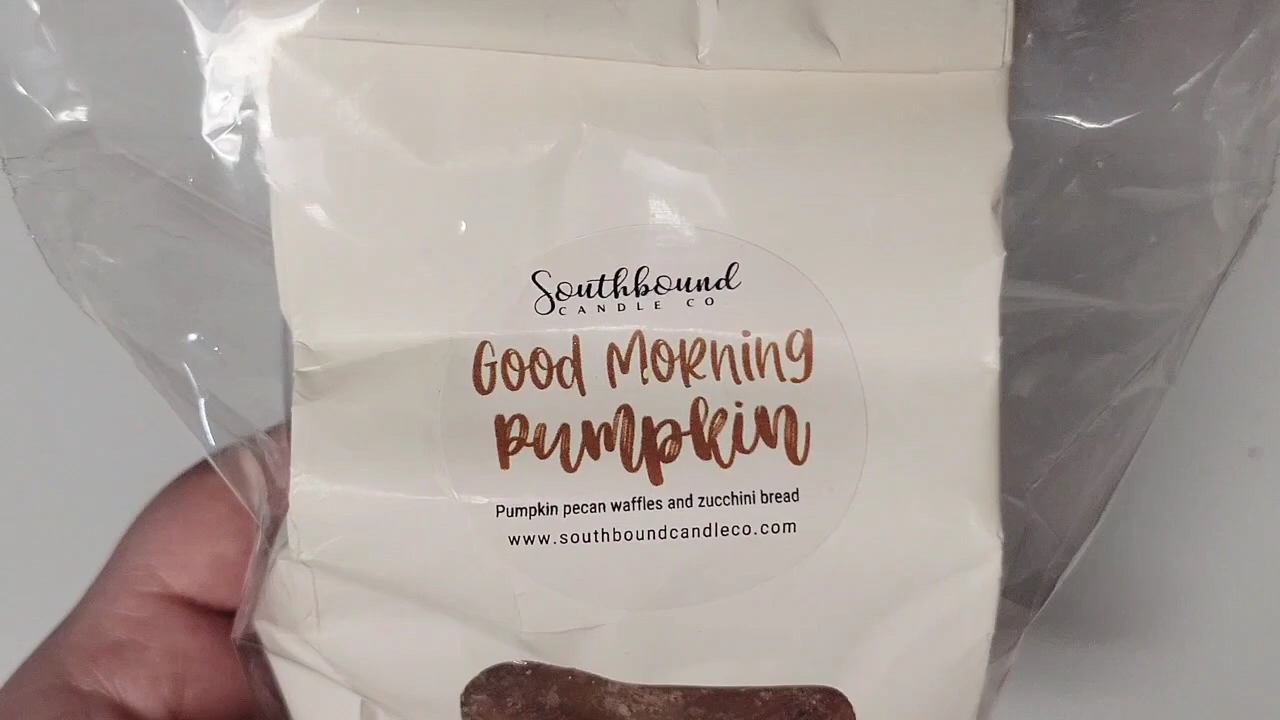 Southbound
CANDLE CO
Good Morning
Pumpkin
Pumpkin pecan waffles and zucchini bread
www.southboundcandleco.com